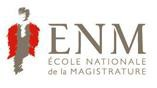 ENM
ÉCOLE NATIONALE
de la MAGISTRATURE